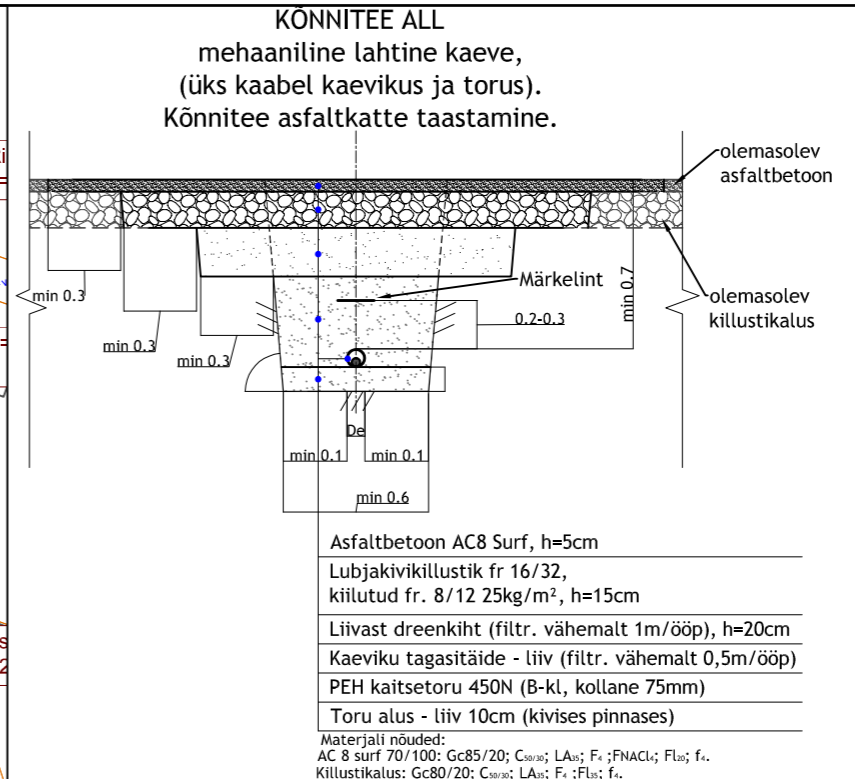 KÕNNITEE ALL
mehaaniline lahtine kaeve,
(üks kaabel kaevikus ja torus).
Kõnnitee asfaltkatte taastamine.
olemasolev
asfaltbetoon
min 0.3
min 0.3
min 0.3
Märkelint
0.2-0.3
min 0.7
olemasolev
killustikalus
De
min 0.1
min 0.1
min 0.6
Asfaltbetoon AC8 Surf, h=5cm
Lubjakivikillustik fr 16/32,
kiilutud fr. 8/12 25kg/m², h=15cm
Liivast dreenkiht (filtr. vähemalt 1m/ööp), h=20cm
Kaeviku tagasitäide - liiv (filtr. vähemalt 0,5m/ööp)
PEH kaitsetoru 450N (B-kl, kollane 75mm)
Toru alus - liiv 10cm (kivises pinnases)
Materjali nõuded:
AC 8 surf 70/100: Gc85/20; C₅₀/₃₀; LA₃₅; F₄ ;FNACl₄; Fl₂₀; f₄.
Killustikalus: Gc80/20; C₅₀/₃₀; LA₃₅; F₄ ;Fl₃₅; f₄.